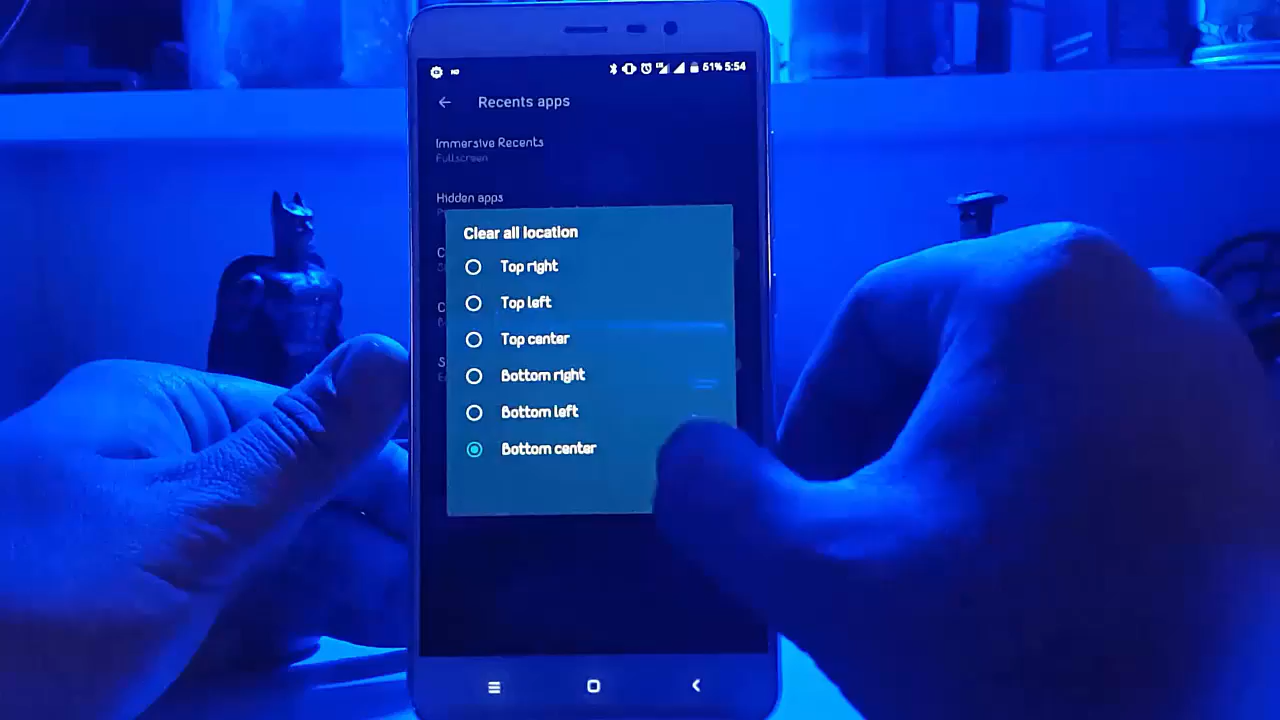 51% 5:54
Recents apps
Immersive Recents
Fullscreen
Hidden apps
Clear all location
Top right
Top left
Top center
Bottom right
Bottom left
Bottom center